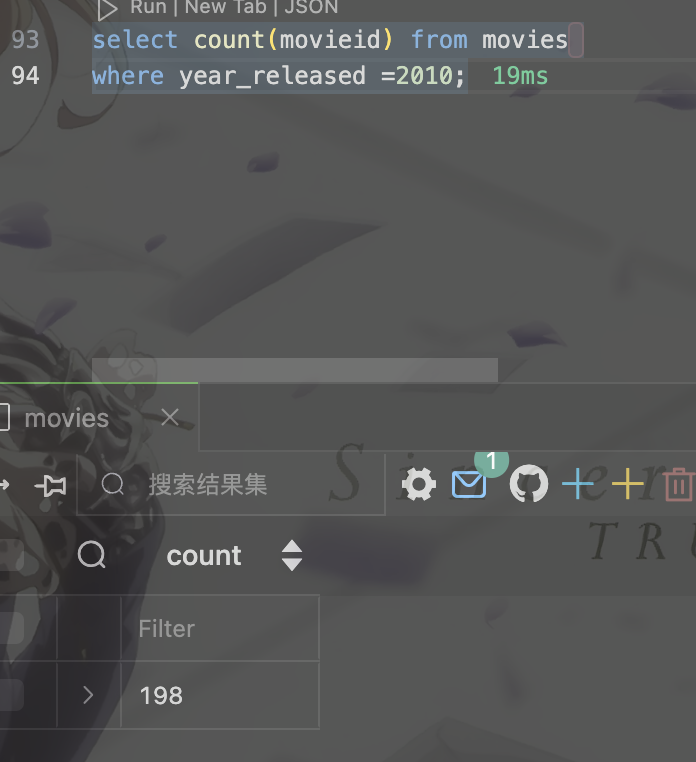 Run | New Tab | JSON
93 select count(movieid) from movies
94 where year_released =2010; 19ms
movies
搜索结果集
1
T R
count
Filter
198